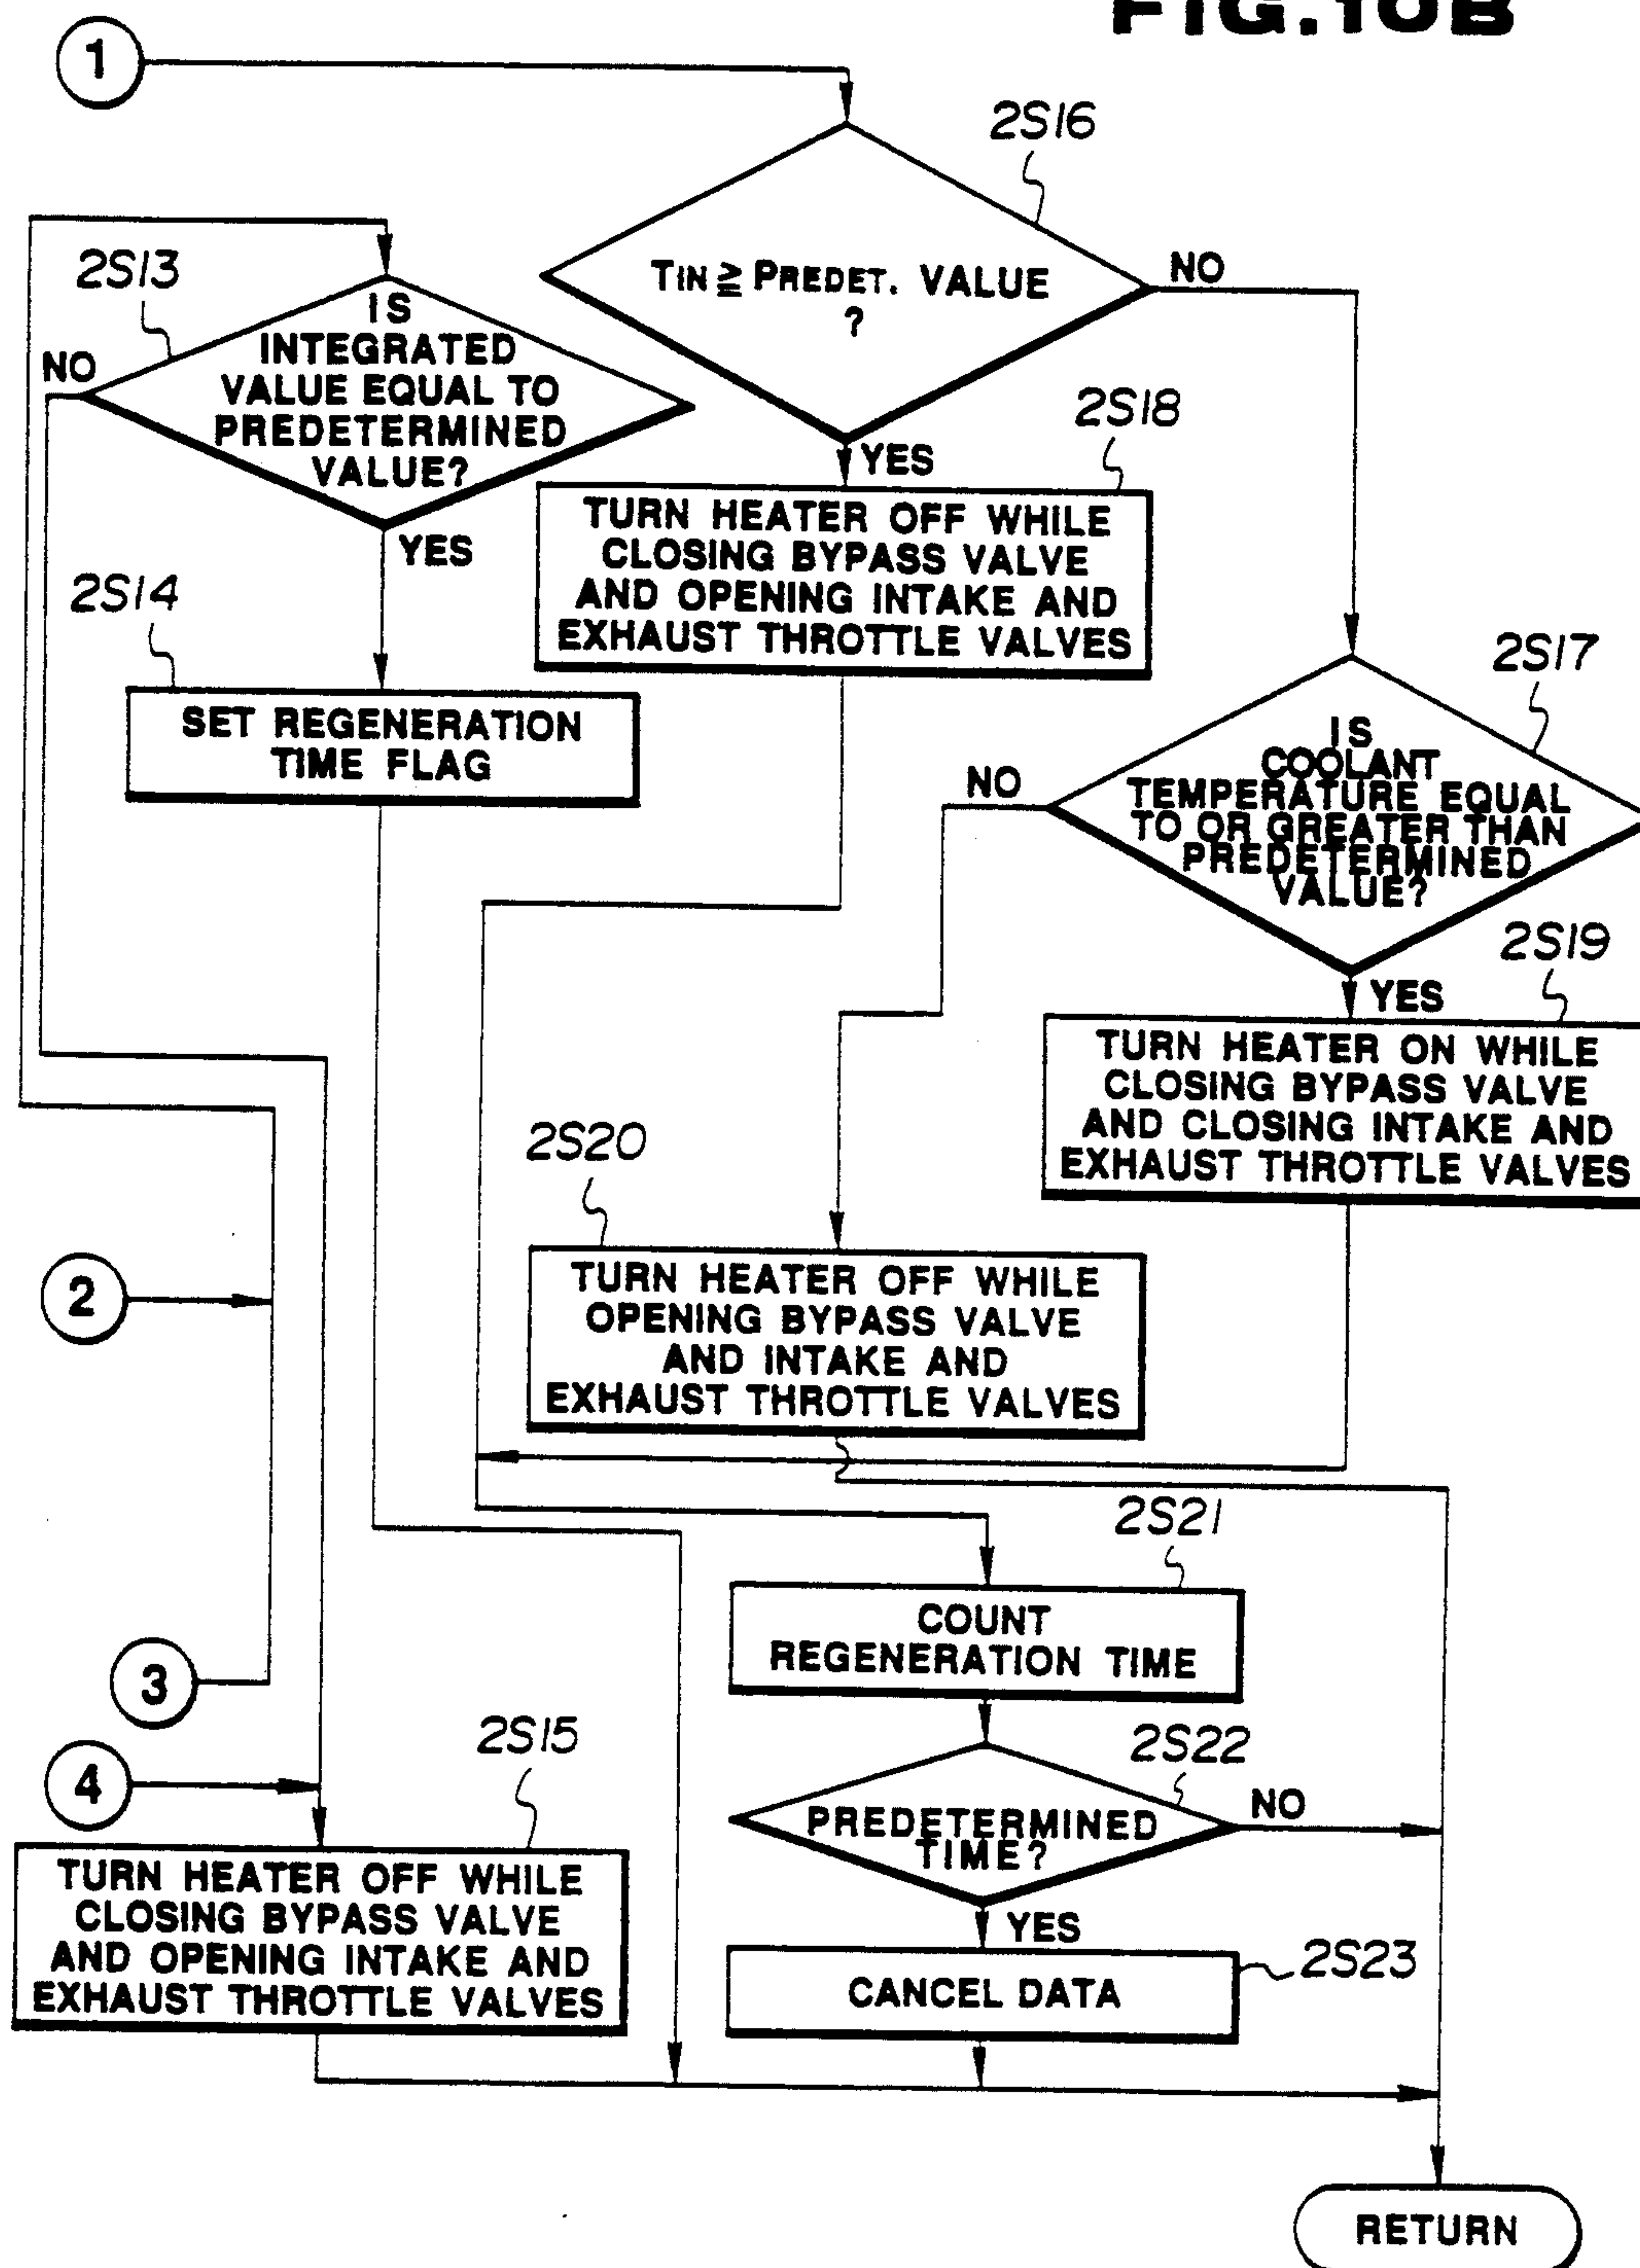 FIG.10B
1
2S16
TIN ≧ PREDET. VALUE
?
NO
YES
2S13
IS
INTEGRATED
VALUE EQUAL TO
PREDETERMINED
VALUE?
NO
YES
2S18
TURN HEATER OFF WHILE
CLOSING BYPASS VALVE
AND OPENING INTAKE AND
EXHAUST THROTTLE VALVES
2S14
SET REGENERATION
TIME FLAG
2S17
IS
COOLANT
TEMPERATURE EQUAL
TO OR GREATER THAN
PREDETERMINED
VALUE?
NO
YES
2S19
TURN HEATER ON WHILE
CLOSING BYPASS VALVE
AND CLOSING INTAKE AND
EXHAUST THROTTLE VALVES
2S20
TURN HEATER OFF WHILE
OPENING BYPASS VALVE
AND INTAKE AND
EXHAUST THROTTLE VALVES
2
2S21
COUNT
REGENERATION TIME
3
2S22
PREDETERMINED
TIME?
NO
YES
4
2S15
TURN HEATER OFF WHILE
CLOSING BYPASS VALVE
AND OPENING INTAKE AND
EXHAUST THROTTLE VALVES
2S23
CANCEL DATA
RETURN